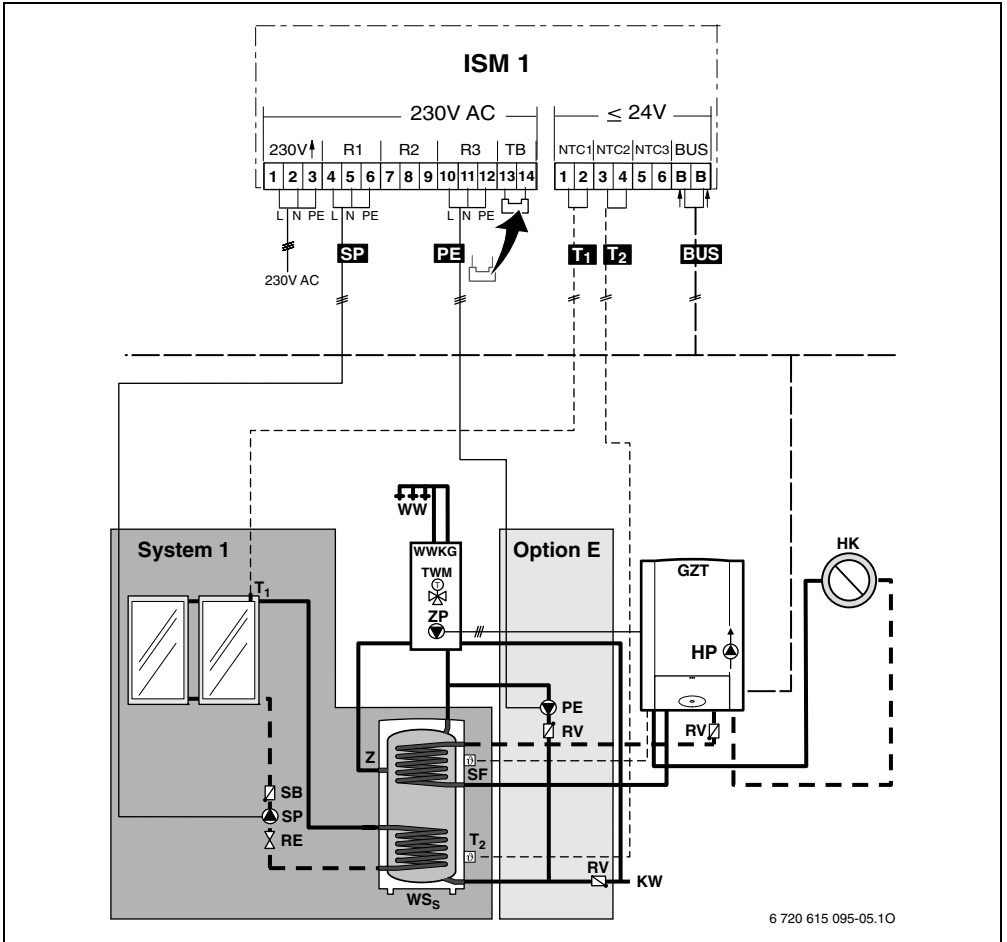 ISM 1
230V AC ≤ 24V
230V R1 R2 R3 TB NTC1 NTC2 NTC3 BUS
1 2 3 4 5 6 7 8 9 10 11 12 13 14 1 2 3 4 5 6 B B
L N PE L N PE L N PE
SP PE T1 T2 BUS
230V AC
WW
System 1
WWKG
Option E
GZT
HK
TWM
T
T1
ZP
HP
PE
RV
RV
Z
SF
SB
SP
RE
T2
RV
KW
WSS
6 720 615 095-05.1O